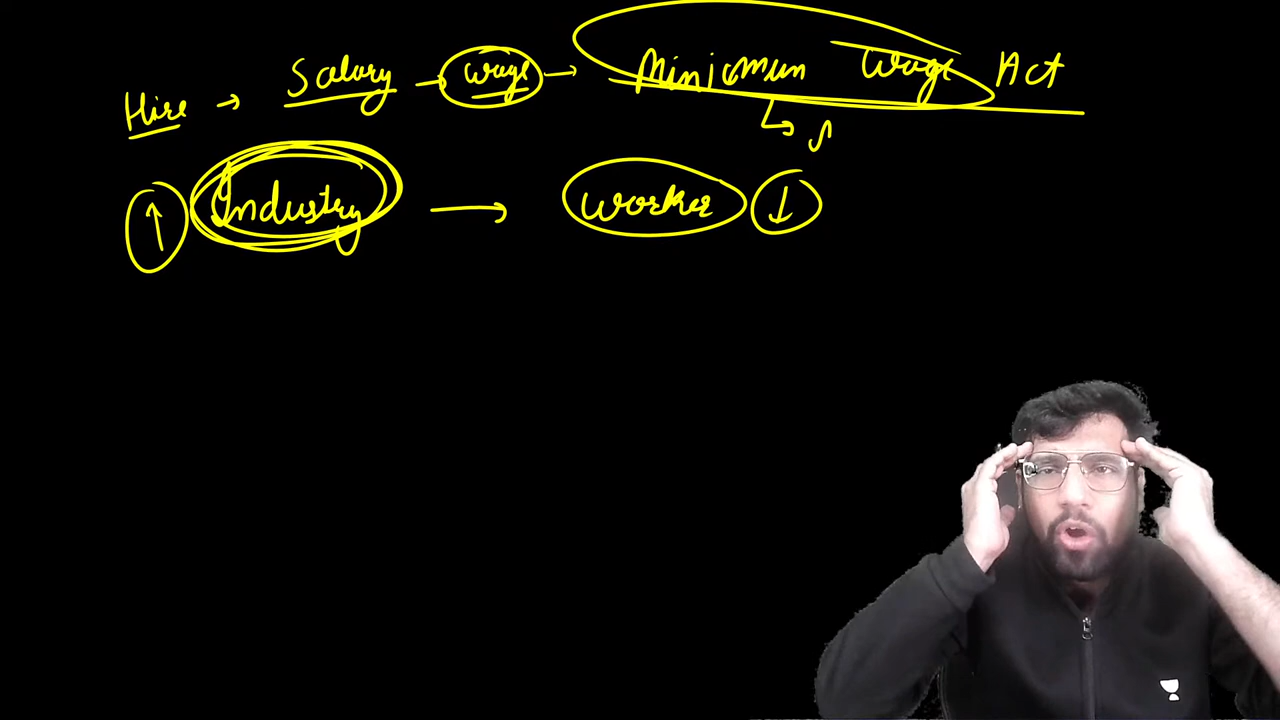 Hire → Salary → wage → Minimum Wage Act
↑ Industry → worker ↓